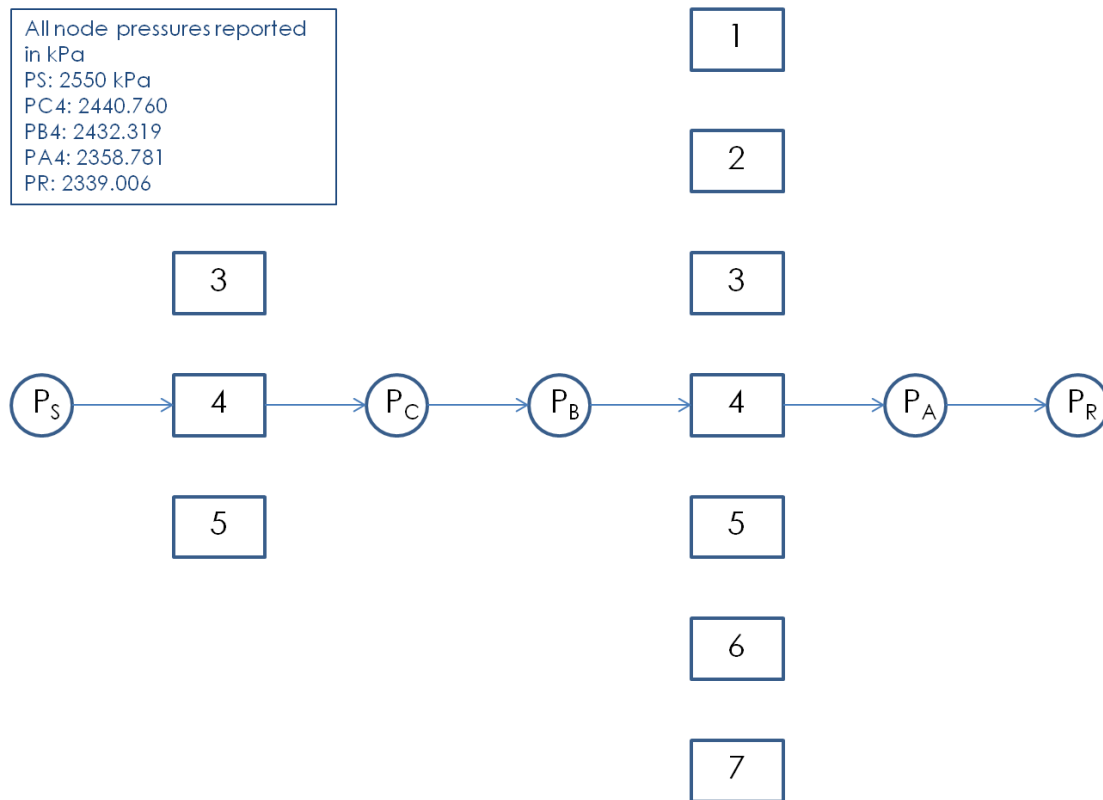 All node pressures reported
in kPa
PS: 2550 kPa
PC4: 2440.760
PB4: 2432.319
PA4: 2358.781
PR: 2339.006
1
2
3
3
PS
4
PC
PB
4
PA
PR
5
5
6
7